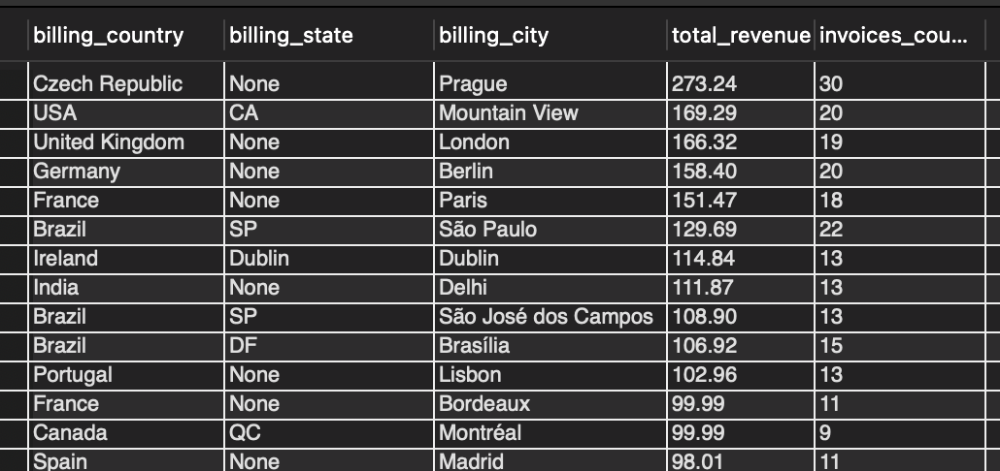 billing_country billing_state billing_city total_revenue invoices_cou...
Czech Republic None Prague 273.24 30
USA CA Mountain View 169.29 20
United Kingdom None London 166.32 19
Germany None Berlin 158.40 20
France None Paris 151.47 18
Brazil SP São Paulo 129.69 22
Ireland Dublin Dublin 114.84 13
India None Delhi 111.87 13
Brazil SP São José dos Campos 108.90 13
Brazil DF Brasília 106.92 15
Portugal None Lisbon 102.96 13
France None Bordeaux 99.99 11
Canada QC Montréal 99.99 9
Spain None Madrid 98.01 11